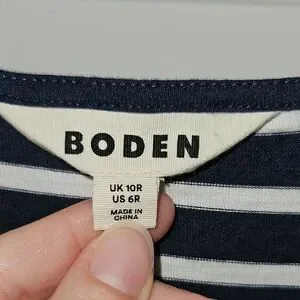 BODEN
UK 10R
US 6R
MADE IN
CHINA